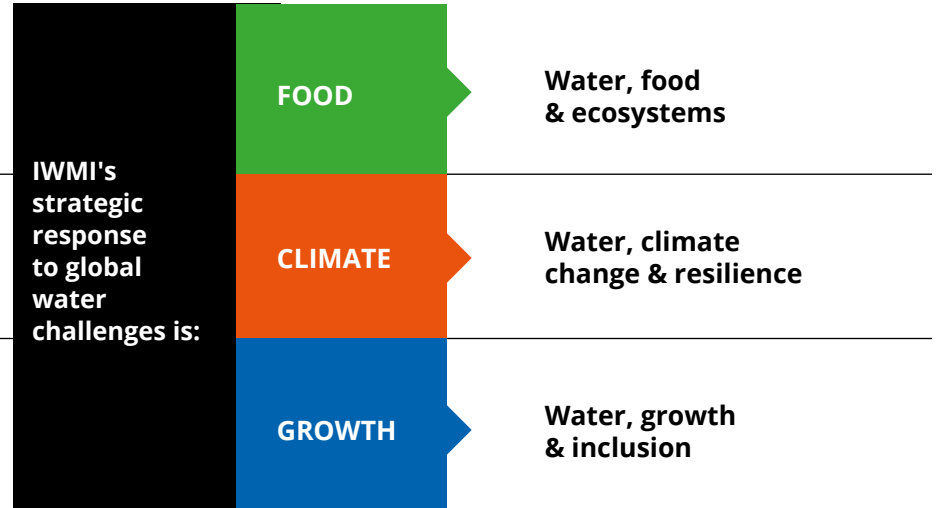 IWMI's
strategic
response
to global
water
challenges is:
FOOD
Water, food
& ecosystems
CLIMATE
Water, climate
change & resilience
GROWTH
Water, growth
& inclusion